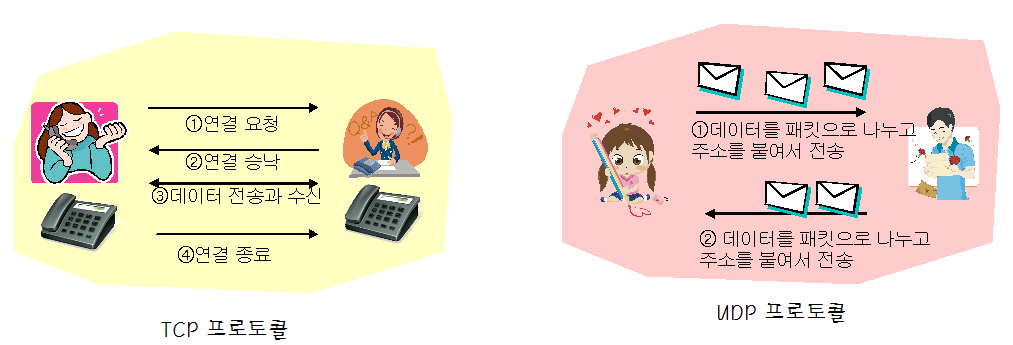 ①연결 요청
②연결 승낙
③데이터 전송과 수신
④연결 종료
TCP 프로토콜
Q&A
?!
①데이터를 패킷으로 나누고
주소를 붙여서 전송
② 데이터를 패킷으로 나누고
주소를 붙여서 전송
UDP 프로토콜